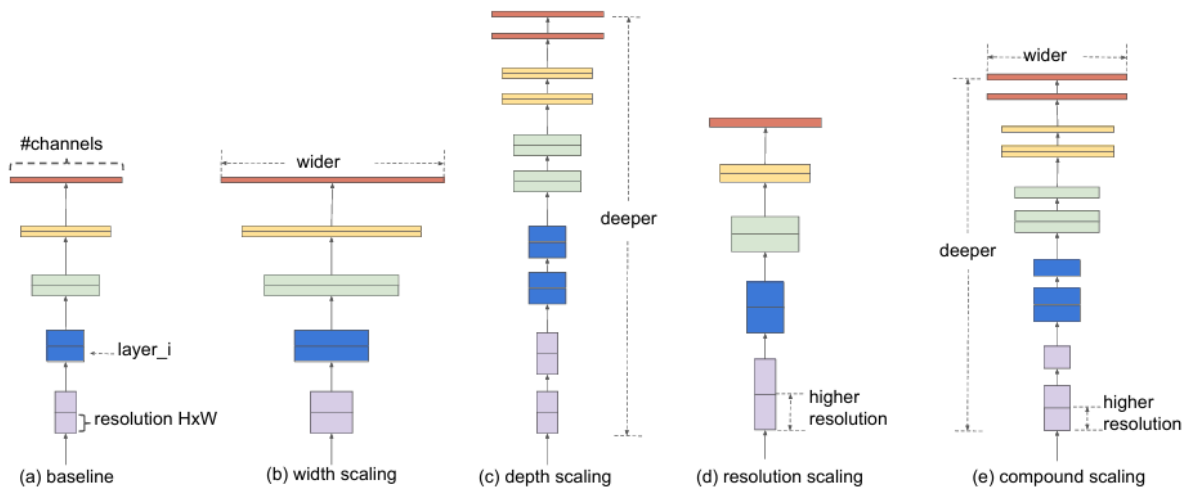 #channels
layer_i
resolution HxW
(a) baseline
wider
(b) width scaling
deeper
(c) depth scaling
higher
resolution
(d) resolution scaling
wider
deeper
higher
resolution
(e) compound scaling